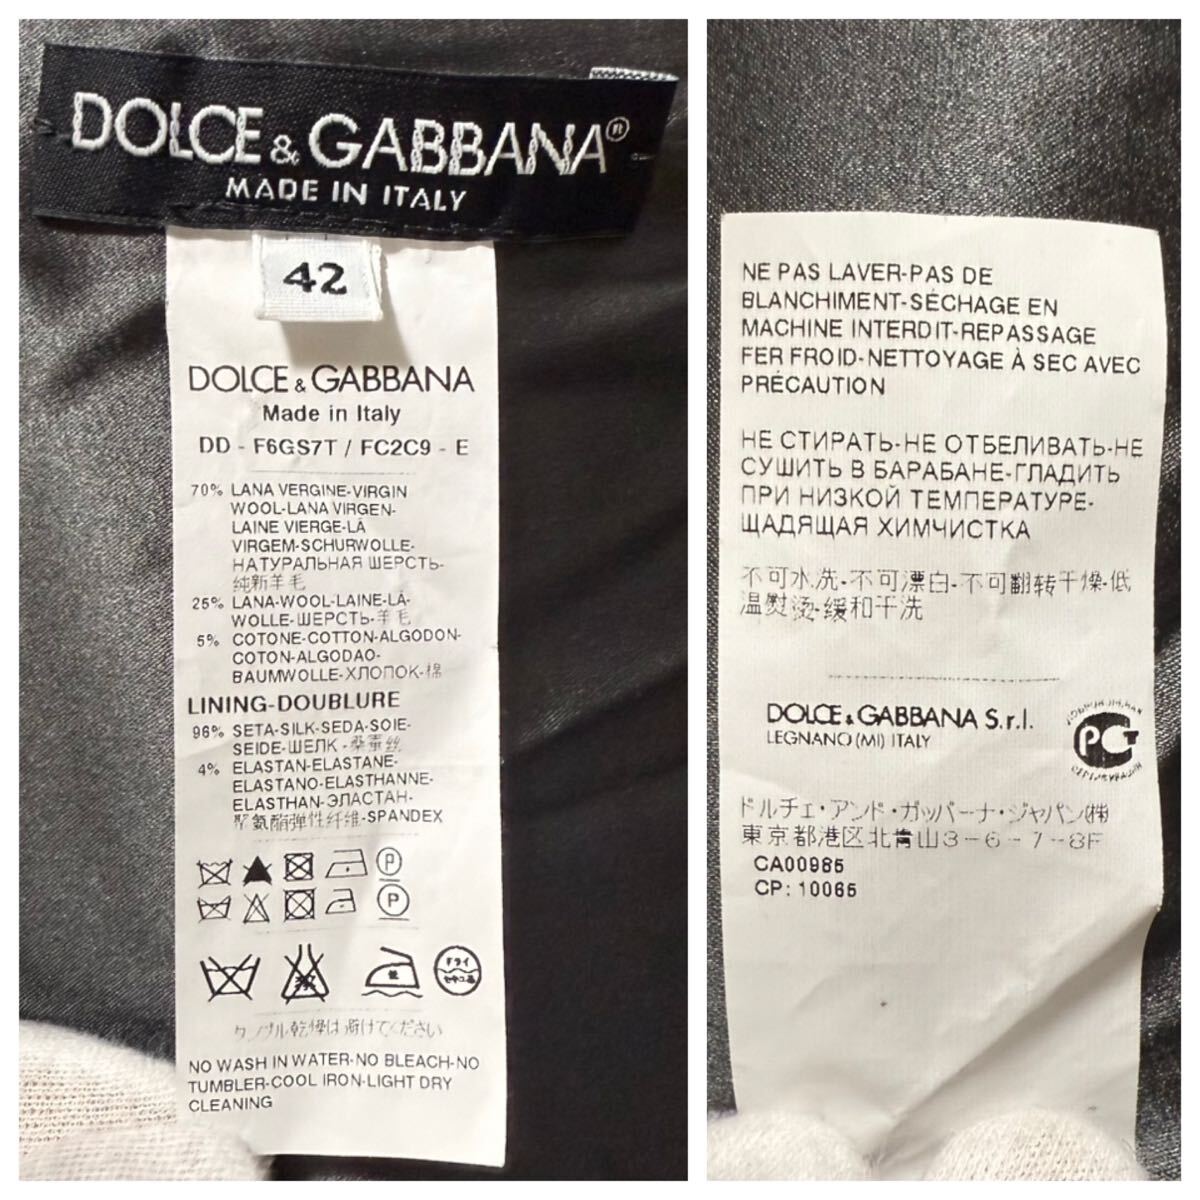 DOLCE & GABBANA®
MADE IN ITALY
42
DOLCE & GABBANA
Made in Italy
DD - F6GS7T / FC2C9 - E
70% LANA VERGINE-VIRGIN
WOOL-LANA VIRGEN-
LAINE VIERGE-LÃ
VIRGEM-SCHURWOLLE-
НАТУРАЛЬНАЯ ШЕРСТЬ-
纯新羊毛
25% LANA-WOOL-LAINE-LÃ-
WOLLE-ШЕРСТЬ-羊毛
5% COTONE-COTTON-ALGODON-
COTON-ALGODAO-
BAUMWOLLE-ХЛОПОК-棉
LINING-DOUBLURE
96% SETA-SILK-SEDA-SOIE-
SEIDE-ШЕЛК-桑蚕丝
4% ELASTAN-ELASTANE-
ELASTANO-ELASTHANNE-
ELASTHAN-ЭЛАСТАН-
聚氨酯弹性纤维-SPANDEX
P
P
ドライ
セキユ系
タンブル乾燥は避けてください
NO WASH IN WATER-NO BLEACH-NO
TUMBLER-COOL IRON-LIGHT DRY
CLEANING
NE PAS LAVER-PAS DE
BLANCHIMENT-SÉCHAGE EN
MACHINE INTERDIT-REPASSAGE
FER FROID-NETTOYAGE À SEC AVEC
PRÉCAUTION
НЕ СТИРАТЬ-НЕ ОТБЕЛИВАТЬ-НЕ
СУШИТЬ В БАРАБАНЕ-ГЛАДИТЬ
ПРИ НИЗКОЙ ТЕМПЕРАТУРЕ-
ЩАДЯЩАЯ ХИМЧИСТКА
不可水洗-不可漂白-不可翻转干燥-低
温熨烫-缓和干洗
DOLCE & GABBANA S.r.l.
LEGNANO (MI) ITALY
ДОБРОВОЛЬНАЯ
РСТ
СЕРТИФИКАЦИЯ
ドルチェ・アンド・ガッバーナ・ジャパン(株)
東京都港区北青山3-6-7-8F
CA00985
CP: 10065